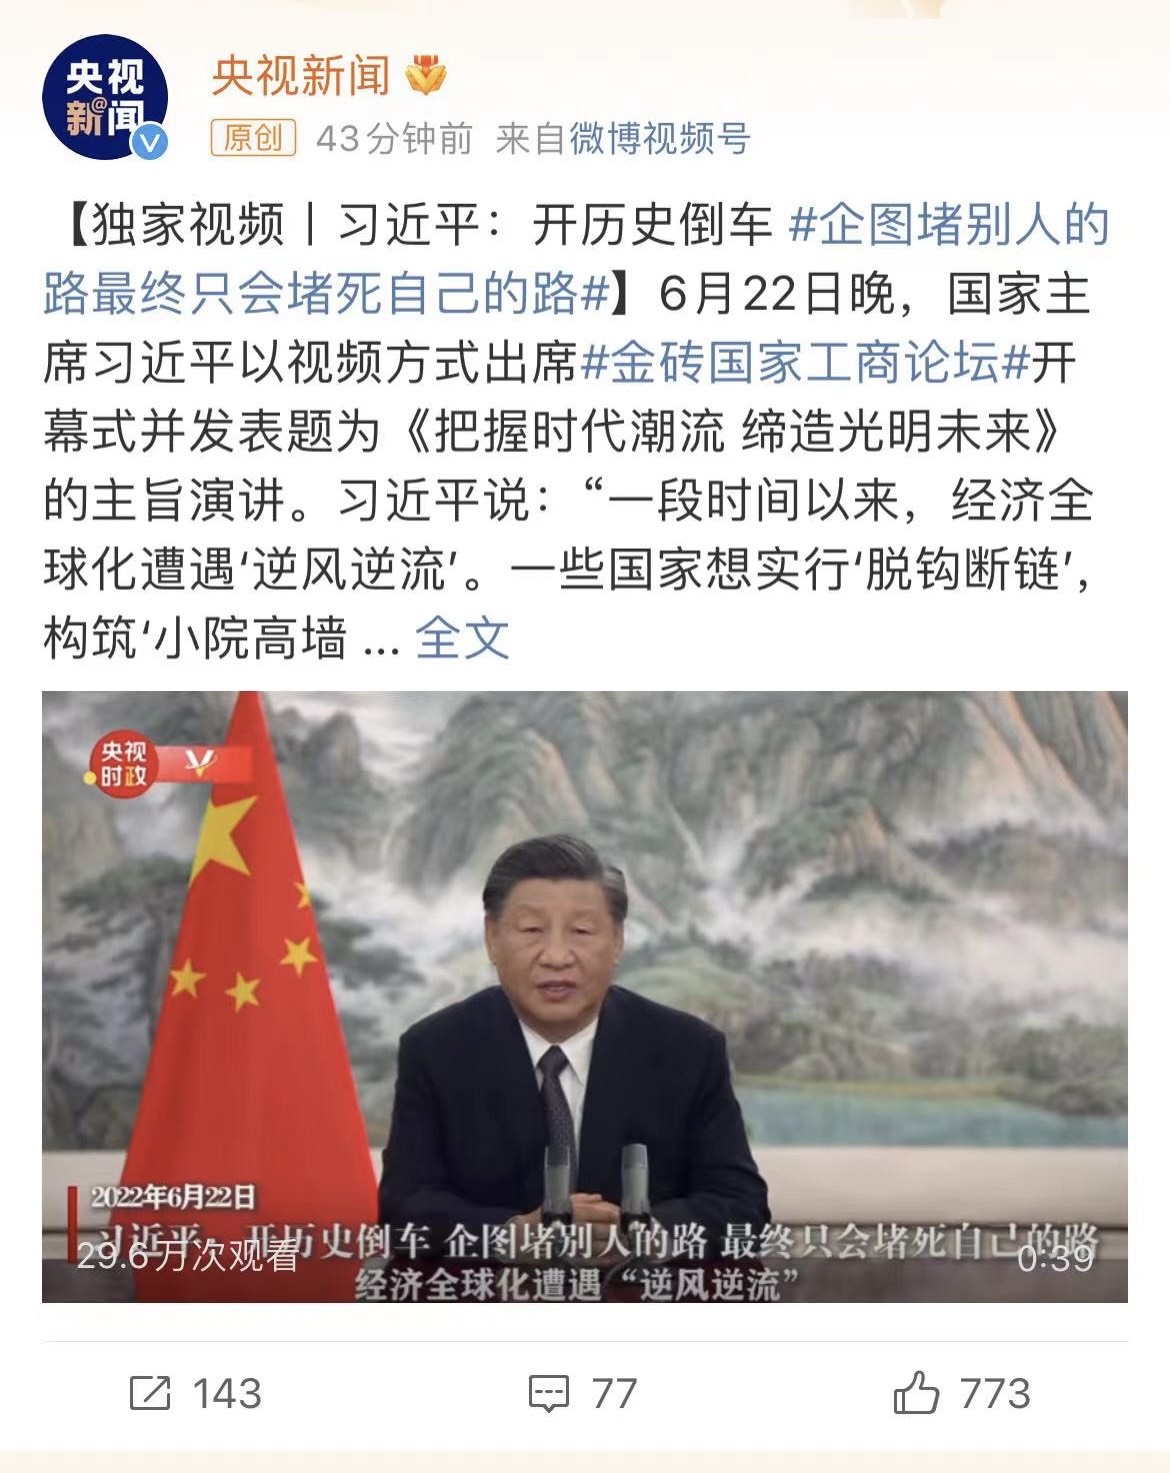 央视
新@闻
央视新闻
原创 43分钟前 来自微博视频号
【独家视频丨习近平：开历史倒车 #企图堵别人的
路最终只会堵死自己的路#】6月22日晚，国家主
席习近平以视频方式出席#金砖国家工商论坛#开
幕式并发表题为《把握时代潮流 缔造光明未来》
的主旨演讲。习近平说：“一段时间以来，经济全
球化遭遇‘逆风逆流’。一些国家想实行‘脱钩断链’，
构筑‘小院高墙 ... 全文
央视
时政
2022年6月22日
习近平：开历史倒车 企图堵别人的路 最终只会堵死自己的路
29.6万次观看
0:39
经济全球化遭遇“逆风逆流”
143
77
773